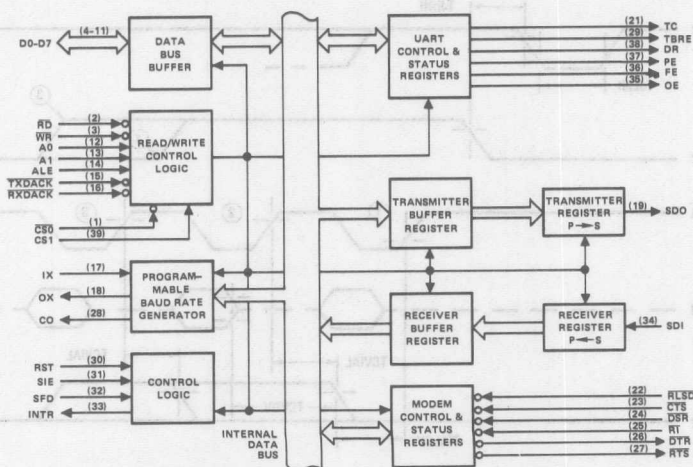 D0-D7
(4-11)
DATA
BUS
BUFFER
UART
CONTROL &
STATUS
REGISTERS
(21) TC
(29) TBRE
(38) DR
(37) PE
(36) FE
(35) OE
RD (2)
WR (3)
A0 (12)
A1 (13)
ALE (14)
TXDACK (15)
RXDACK (16)
READ/WRITE
CONTROL
LOGIC
CS0 (1)
CS1 (39)
TRANSMITTER
BUFFER
REGISTER
TRANSMITTER
REGISTER
P S
(19) SDO
IX (17)
OX (18)
CO (28)
PROGRAM-
MABLE
BAUD RATE
GENERATOR
RECEIVER
BUFFER
REGISTER
RECEIVER
REGISTER
P S
(34) SDI
RST (30)
SIE (31)
SFD (32)
INTR (33)
CONTROL
LOGIC
INTERNAL
DATA
BUS
MODEM
CONTROL &
STATUS
REGISTERS
(22) RLSD
(23) CTS
(24) DSR
(25) RI
(26) DTR
(27) RTS